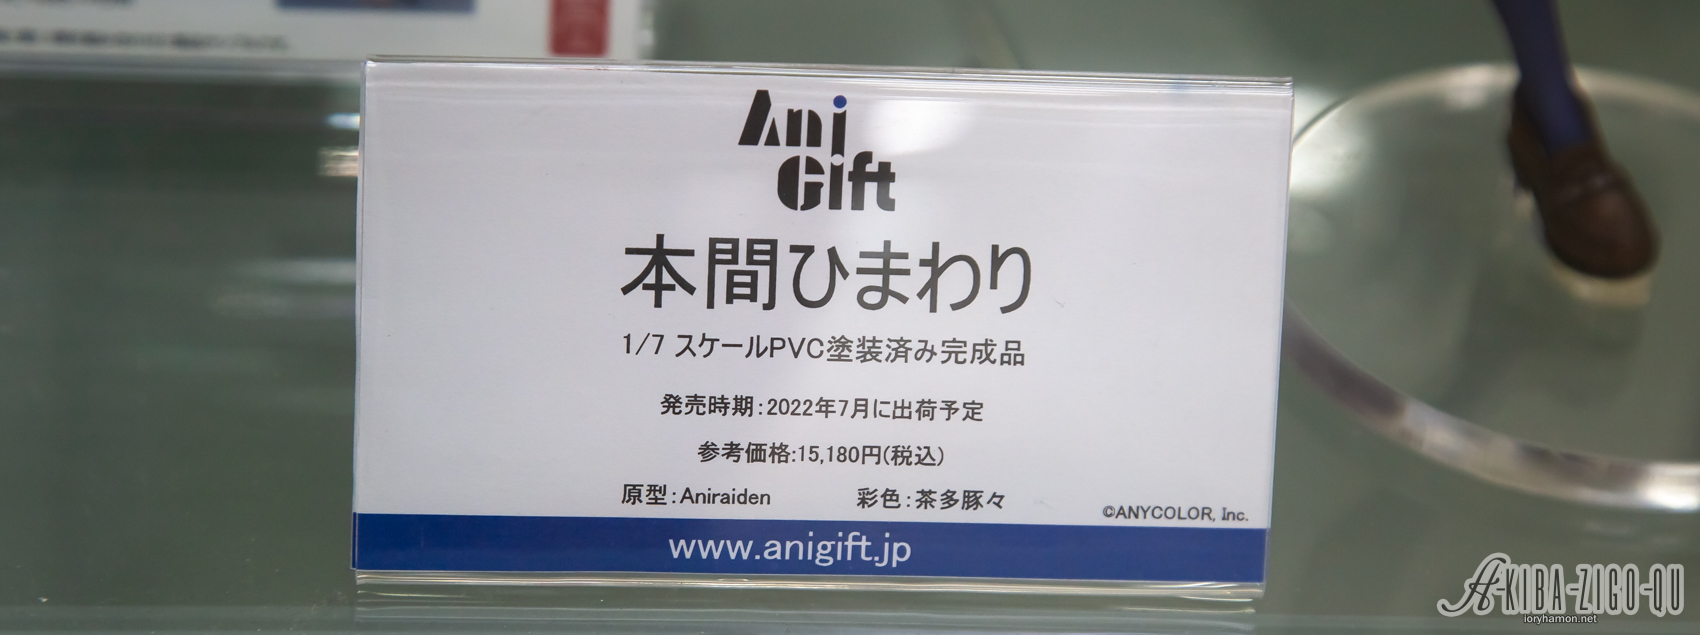 Ani
Gift
本間ひまわり
1/7 スケールPVC塗装済み完成品
発売時期:2022年7月に出荷予定
参考価格:15,180円(税込)
原型:Aniraiden 彩色:茶多豚々
©ANYCOLOR, Inc.
www.anigift.jp
A-KIBA-ZIGO-QU
ioryhamon.net